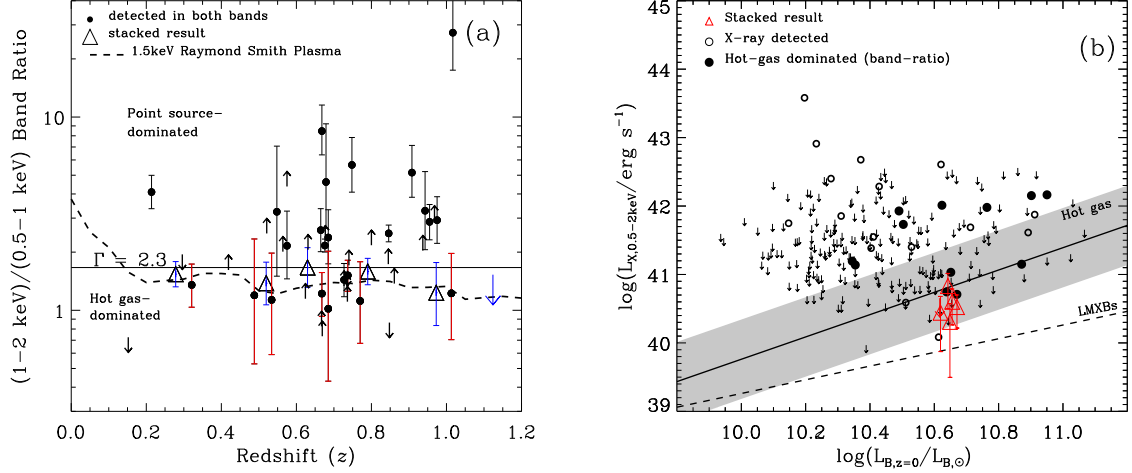 detected in both bands
stacked result
1.5keV Raymond Smith Plasma
(a)
Point source-
dominated
Γ = 2.3
Hot gas-
dominated
(1-2 keV)/(0.5-1 keV) Band Ratio
10
1
0.0 0.2 0.4 0.6 0.8 1.0 1.2
Redshift (z)
Stacked result
X-ray detected
Hot-gas dominated (band-ratio)
(b)
Hot gas
LMXBs
log(L_X,0.5-2keV/erg s⁻¹)
45
44
43
42
41
40
39
10.0 10.2 10.4 10.6 10.8 11.0
log(L_B,z=0/L_B,⊙)